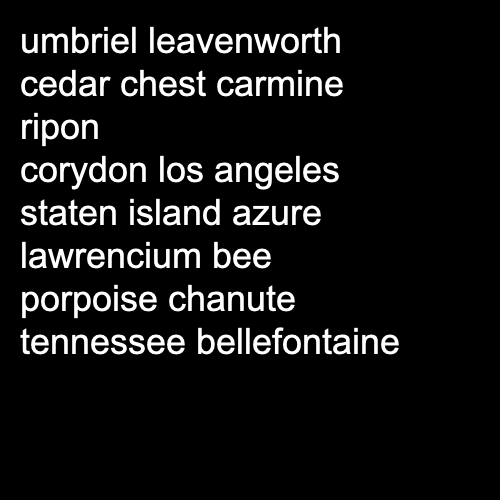 umbriel leavenworth
cedar chest carmine
ripon
corydon los angeles
staten island azure
lawrencium bee
porpoise chanute
tennessee bellefontaine